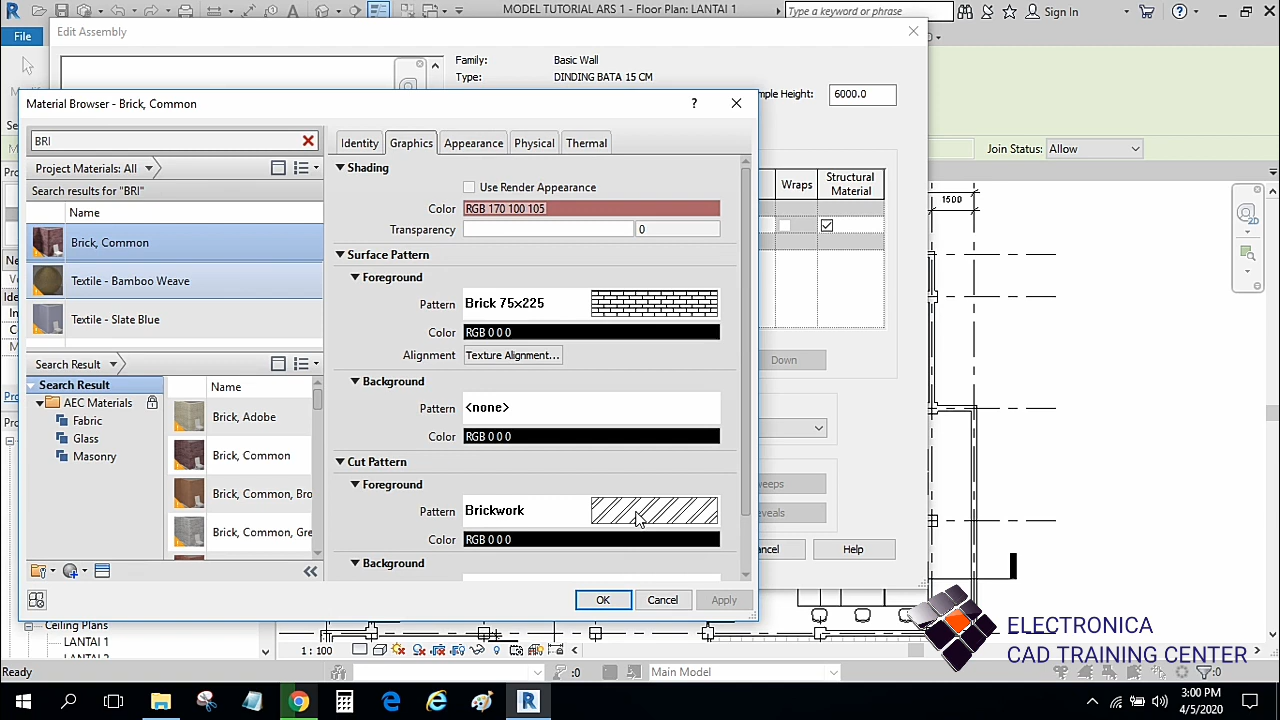 MODEL TUTORIAL ARS 1 - Floor Plan: LANTAI 1
Type a keyword or phrase
Sign In
File
Edit Assembly
Family:
Basic Wall
Type:
DINDING BATA 15 CM
Height:
6000.0
Material Browser - Brick, Common
BRI
Project Materials: All
Search results for "BRI"
Name
Brick, Common
Textile - Bamboo Weave
Textile - Slate Blue
Search Result
Search Result
AEC Materials
Fabric
Glass
Masonry
Name
Brick, Adobe
Brick, Common
Brick, Common, Bro
Brick, Common, Gre
Identity
Graphics
Appearance
Physical
Thermal
Shading
Use Render Appearance
Color
RGB 170 100 105
Transparency
0
Surface Pattern
Foreground
Pattern
Brick 75x225
Color
RGB 0 0 0
Alignment
Texture Alignment...
Background
Pattern
<none>
Color
RGB 0 0 0
Cut Pattern
Foreground
Pattern
Brickwork
Color
RGB 0 0 0
Background
OK
Cancel
Apply
Wraps
Structural
Material
Down
Help
Join Status:
Allow
1500
2D
Ceiling Plans
LANTAI 1
1 : 100
Ready
:0
Main Model
:0
ELECTRONICA
CAD TRAINING CENTER
3:00 PM
4/5/2020